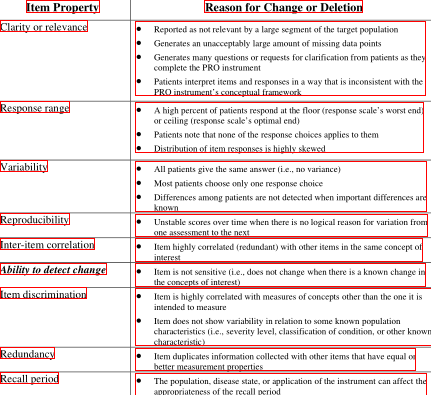 Item Property
Reason for Change or Deletion
Clarity or relevance
Reported as not relevant by a large segment of the target population
Generates an unacceptably large amount of missing data points
Generates many questions or requests for clarification from patients as they
complete the PRO instrument
Patients interpret items and responses in a way that is inconsistent with the
PRO instrument's conceptual framework
Response range
A high percent of patients respond at the floor (response scale's worst end)
or ceiling (response scale's optimal end)
Patients note that none of the response choices applies to them
Distribution of item responses is highly skewed
Variability
All patients give the same answer (i.e., no variance)
Most patients choose only one response choice
Differences among patients are not detected when important differences are
known
Reproducibility
Unstable scores over time when there is no logical reason for variation from
one assessment to the next
Inter-item correlation
Item highly correlated (redundant) with other items in the same concept of
interest
Ability to detect change
Item is not sensitive (i.e., does not change when there is a known change in
the concepts of interest)
Item discrimination
Item is highly correlated with measures of concepts other than the one it is
intended to measure
Item does not show variability in relation to some known population
characteristics (i.e., severity level, classification of condition, or other known
characteristic)
Redundancy
Item duplicates information collected with other items that have equal or
better measurement properties
Recall period
The population, disease state, or application of the instrument can affect the
appropriateness of the recall period